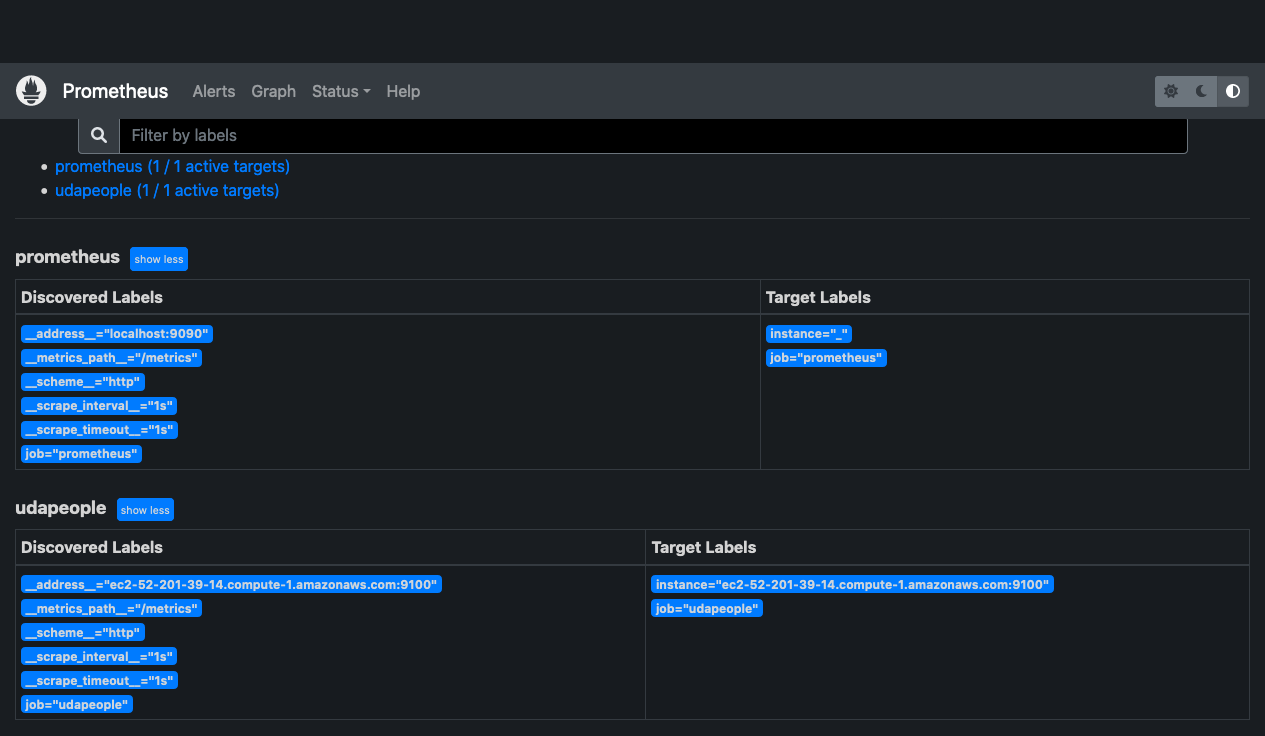 Prometheus Alerts Graph Status Help
Filter by labels
prometheus (1 / 1 active targets)
udapeople (1 / 1 active targets)
prometheus show less
Discovered Labels Target Labels
__address__="localhost:9090" instance="_"
__metrics_path__="/metrics" job="prometheus"
__scheme__="http"
__scrape_interval__="1s"
__scrape_timeout__="1s"
job="prometheus"
udapeople show less
Discovered Labels Target Labels
__address__="ec2-52-201-39-14.compute-1.amazonaws.com:9100" instance="ec2-52-201-39-14.compute-1.amazonaws.com:9100"
__metrics_path__="/metrics" job="udapeople"
__scheme__="http"
__scrape_interval__="1s"
__scrape_timeout__="1s"
job="udapeople"